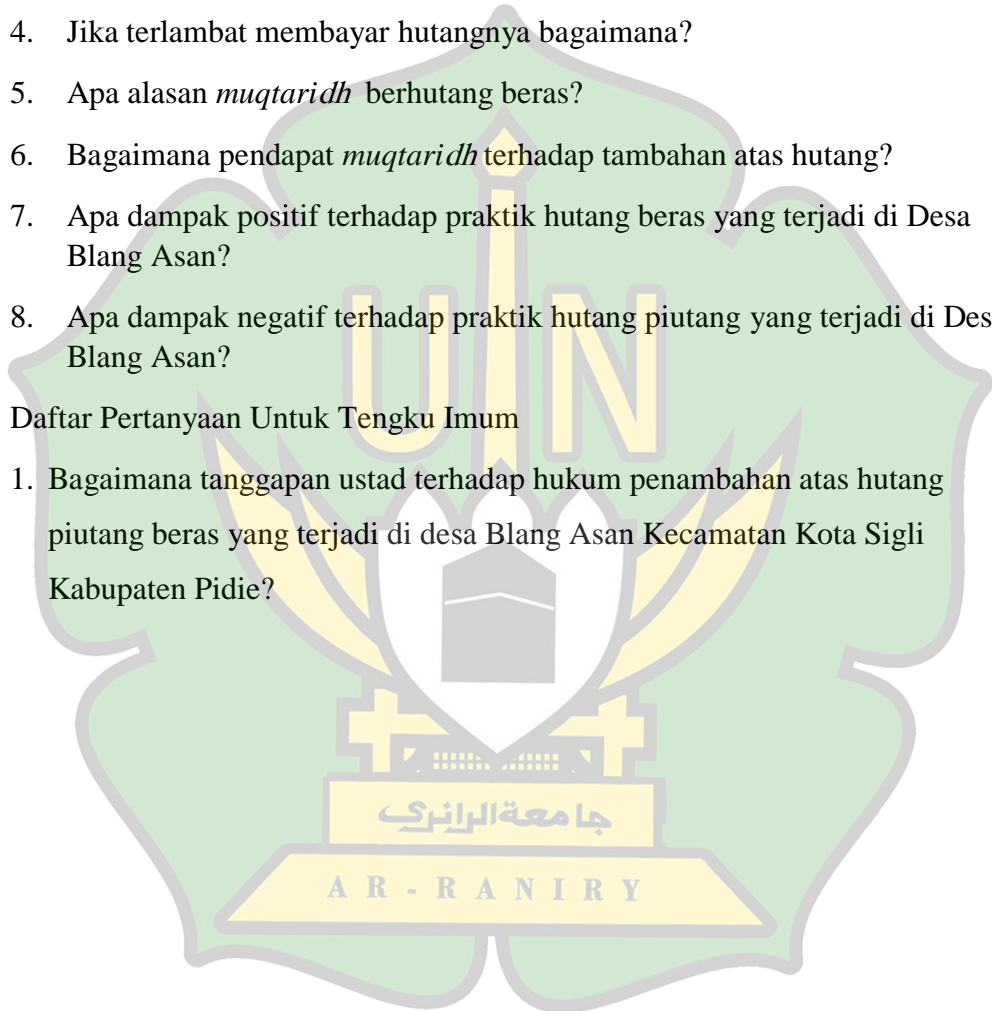 4. Jika terlambat membayar hutangnya bagaimana?
5. Apa alasan muqtaridh berhutang beras?
6. Bagaimana pendapat muqtaridh terhadap tambahan atas hutang?
7. Apa dampak positif terhadap praktik hutang beras yang terjadi di Desa
Blang Asan?
8. Apa dampak negatif terhadap praktik hutang piutang yang terjadi di Des
Blang Asan?
Daftar Pertanyaan Untuk Tengku Imum
1. Bagaimana tanggapan ustad terhadap hukum penambahan atas hutang
piutang beras yang terjadi di desa Blang Asan Kecamatan Kota Sigli
Kabupaten Pidie?
UIN
جامعةالرانري
AR-RANIRY